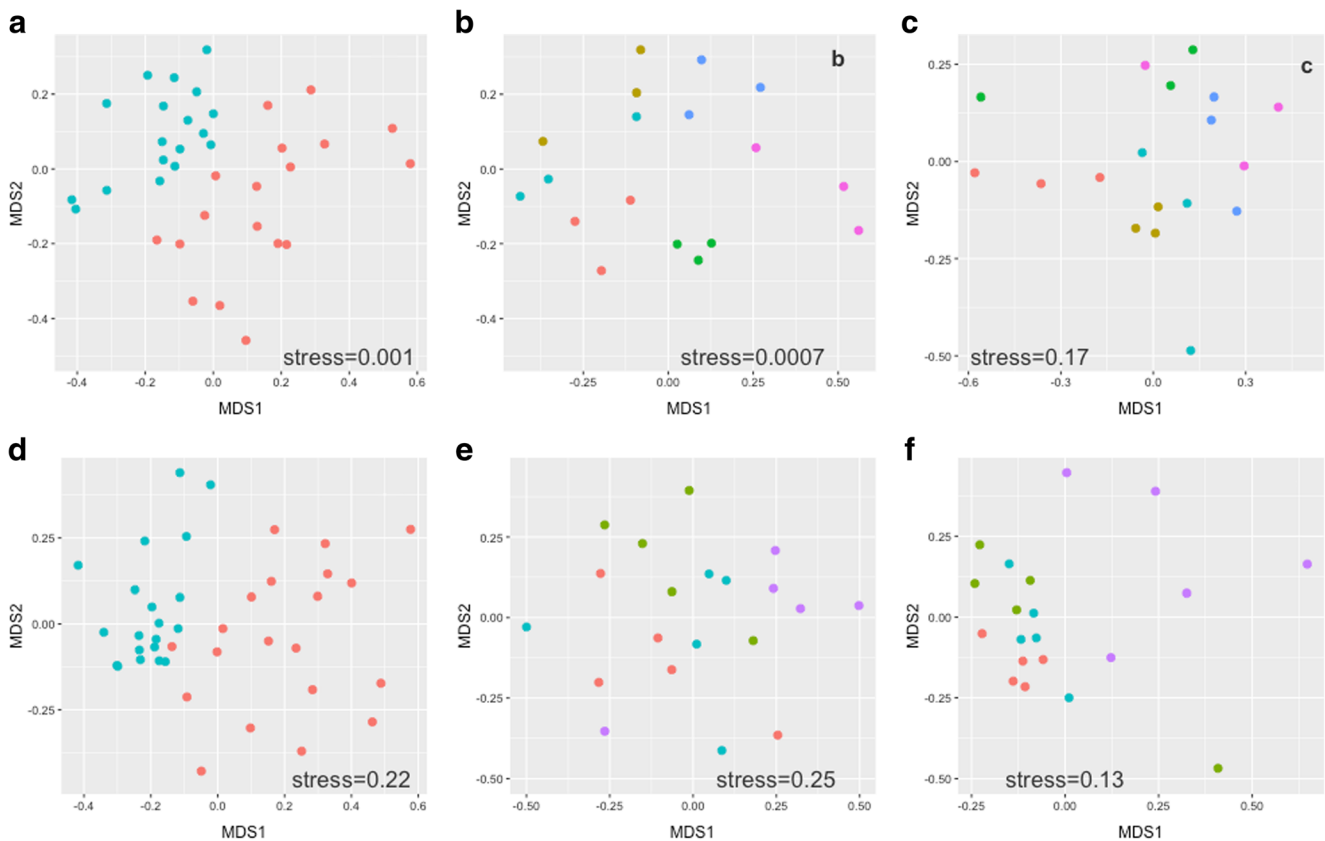 a
0.2
0.0
-0.2
-0.4
MDS2
stress=0.001
-0.4
-0.2
0.0
0.2
0.4
0.6
MDS1
b
b
0.2
0.0
-0.2
-0.4
MDS2
stress=0.0007
-0.25
0.00
0.25
0.50
MDS1
c
c
0.25
0.00
-0.25
-0.50
MDS2
stress=0.17
-0.6
-0.3
0.0
0.3
MDS1
d
0.25
0.00
-0.25
MDS2
stress=0.22
-0.4
-0.2
0.0
0.2
0.4
0.6
MDS1
e
0.25
0.00
-0.25
-0.50
MDS2
stress=0.25
-0.50
-0.25
0.00
0.25
0.50
MDS1
f
0.25
0.00
-0.25
-0.50
MDS2
stress=0.13
-0.25
0.00
0.25
0.50
MDS1